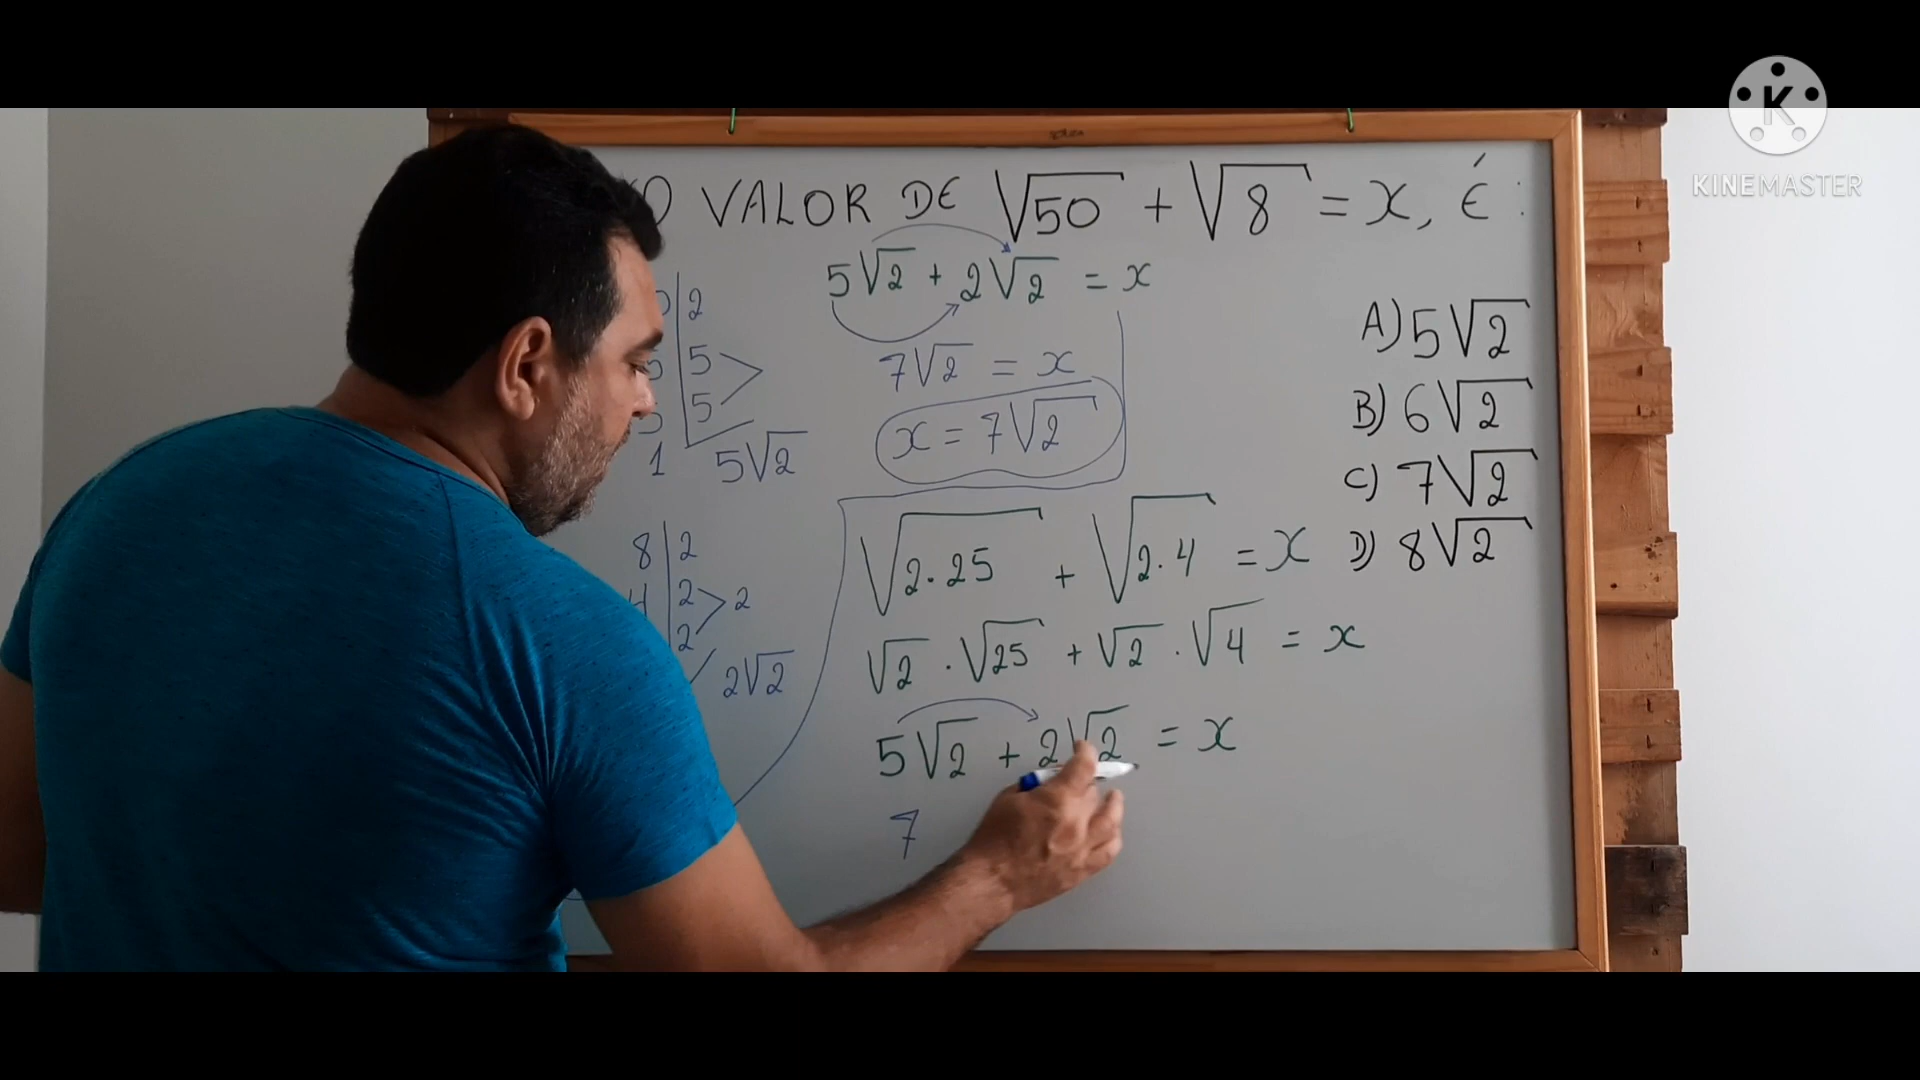 O VALOR DE √50 + √8 = x, É :
5√2 + 2√2 = x
7√2 = x
x = 7√2
2
5
5
1 5√2
8 2
4 2 2
2
2√2
√2·25 + √2·4 = x
√2 · √25 + √2 · √4 = x
5√2 + 2√2 = x
7
A) 5√2
B) 6√2
C) 7√2
D) 8√2
K
KINEMASTER